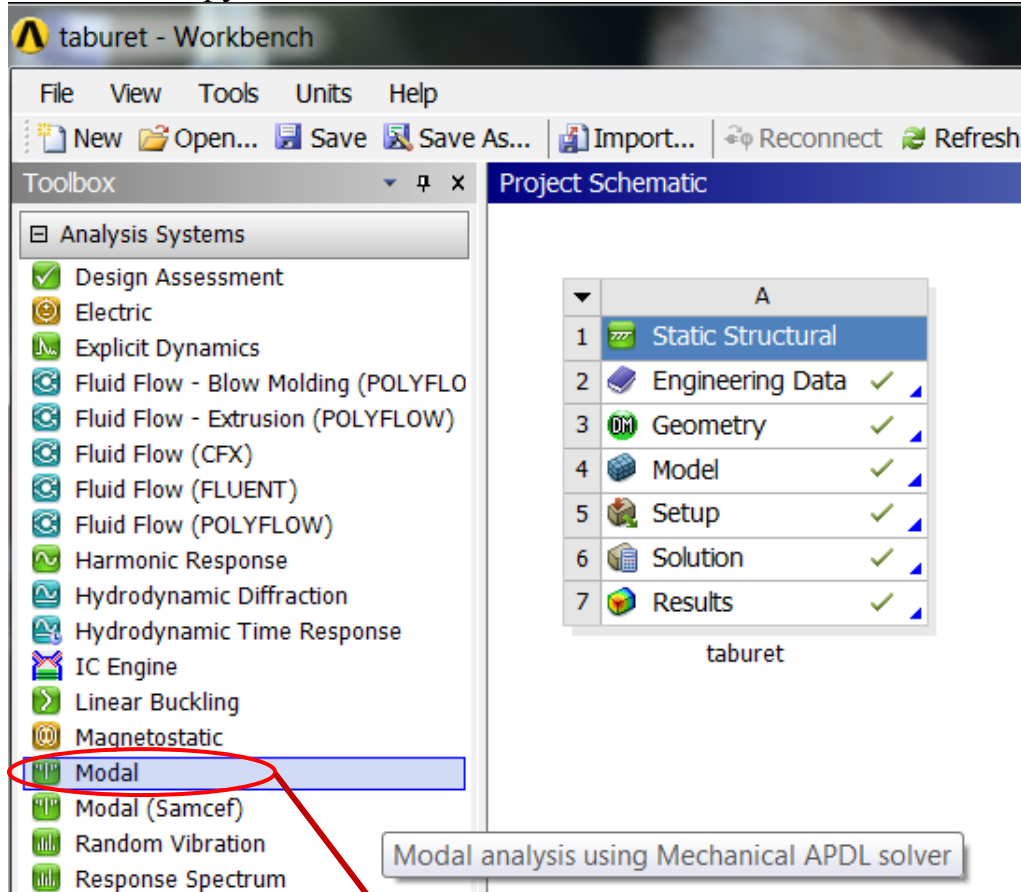 taburet - Workbench
File View Tools Units Help
New Open... Save Save As... Import... Reconnect Refresh
Toolbox
Project Schematic
Analysis Systems
Design Assessment
Electric
Explicit Dynamics
Fluid Flow - Blow Molding (POLYFLO
Fluid Flow - Extrusion (POLYFLOW)
Fluid Flow (CFX)
Fluid Flow (FLUENT)
Fluid Flow (POLYFLOW)
Harmonic Response
Hydrodynamic Diffraction
Hydrodynamic Time Response
IC Engine
Linear Buckling
Magnetostatic
Modal
Modal (Samcef)
Random Vibration
Response Spectrum
A
1 Static Structural
2 Engineering Data
3 DM Geometry
4 Model
5 Setup
6 Solution
7 Results
taburet
Modal analysis using Mechanical APDL solver